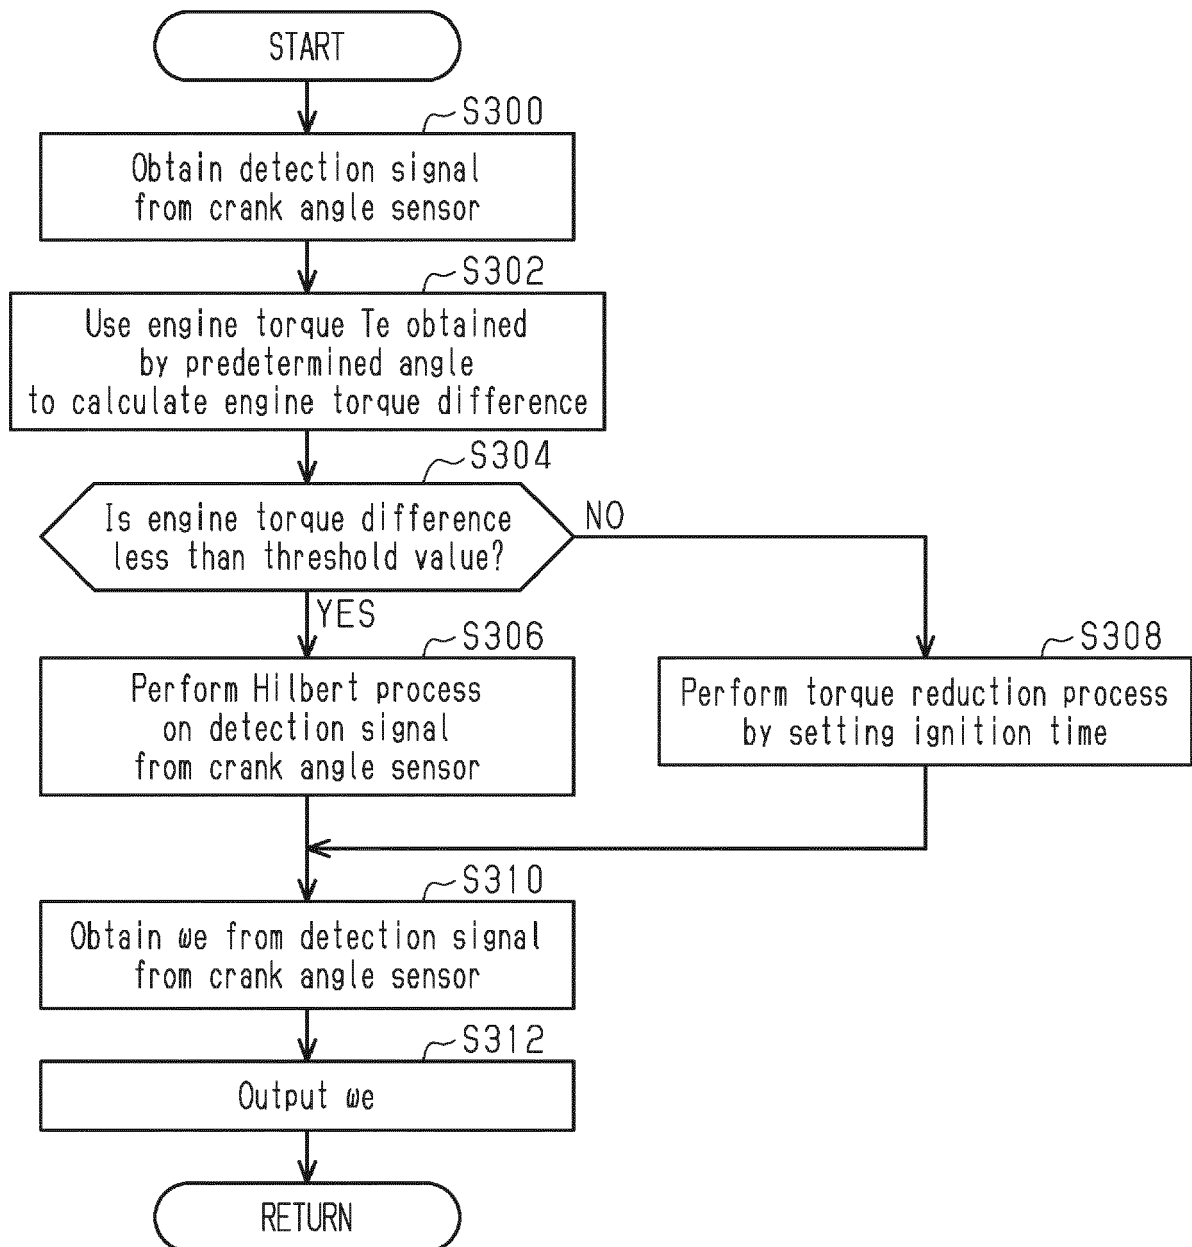 START
S300
Obtain detection signal
from crank angle sensor
S302
Use engine torque Te obtained
by predetermined angle
to calculate engine torque difference
S304
Is engine torque difference
less than threshold value?
NO
YES
S306
Perform Hilbert process
on detection signal
from crank angle sensor
S308
Perform torque reduction process
by setting ignition time
S310
Obtain ωe from detection signal
from crank angle sensor
S312
Output ωe
RETURN